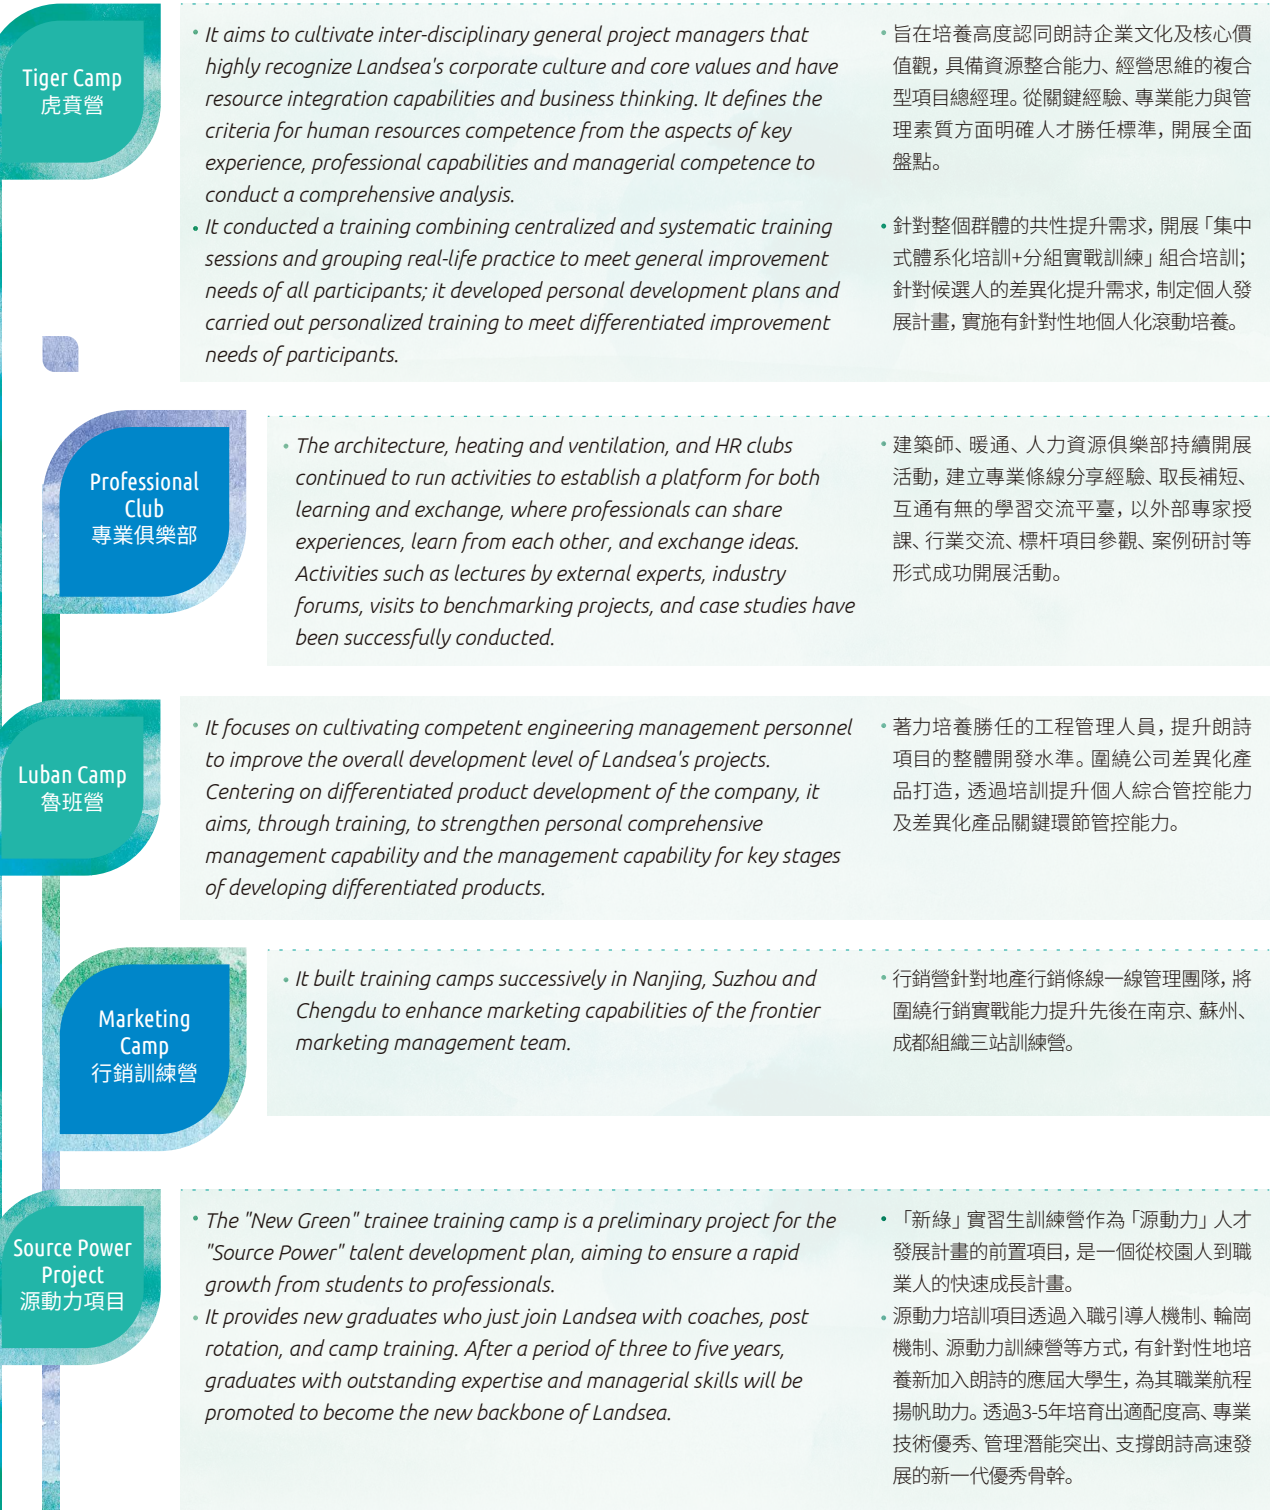 Tiger Camp
虎賁營
• It aims to cultivate inter-disciplinary general project managers that
highly recognize Landsea's corporate culture and core values and have
resource integration capabilities and business thinking. It defines the
criteria for human resources competence from the aspects of key
experience, professional capabilities and managerial competence to
conduct a comprehensive analysis.
• It conducted a training combining centralized and systematic training
sessions and grouping real-life practice to meet general improvement
needs of all participants; it developed personal development plans and
carried out personalized training to meet differentiated improvement
needs of participants.
• 旨在培養高度認同朗詩企業文化及核心價
值觀，具備資源整合能力、經營思維的複合
型項目總經理。從關鍵經驗、專業能力與管
理素質方面明確人才勝任標準，開展全面
盤點。
• 針對整個群體的共性提升需求，開展「集中
式體系化培訓+分組實戰訓練」組合培訓；
針對候選人的差異化提升需求，制定個人發
展計畫，實施有針對性地個人化滾動培養。
Professional
Club
專業俱樂部
• The architecture, heating and ventilation, and HR clubs
continued to run activities to establish a platform for both
learning and exchange, where professionals can share
experiences, learn from each other, and exchange ideas.
Activities such as lectures by external experts, industry
forums, visits to benchmarking projects, and case studies have
been successfully conducted.
• 建築師、暖通、人力資源俱樂部持續開展
活動，建立專業條線分享經驗、取長補短、
互通有無的學習交流平臺，以外部專家授
課、行業交流、標杆項目參觀、案例研討等
形式成功開展活動。
Luban Camp
魯班營
• It focuses on cultivating competent engineering management personnel
to improve the overall development level of Landsea's projects.
Centering on differentiated product development of the company, it
aims, through training, to strengthen personal comprehensive
management capability and the management capability for key stages
of developing differentiated products.
• 著力培養勝任的工程管理人員，提升朗詩
項目的整體開發水準。圍繞公司差異化產
品打造，透過培訓提升個人綜合管控能力
及差異化產品關鍵環節管控能力。
Marketing
Camp
行銷訓練營
• It built training camps successively in Nanjing, Suzhou and
Chengdu to enhance marketing capabilities of the frontier
marketing management team.
• 行銷營針對地產行銷條線一線管理團隊，將
圍繞行銷實戰能力提升先後在南京、蘇州、
成都組織三站訓練營。
Source Power
Project
源動力項目
• The "New Green" trainee training camp is a preliminary project for the
"Source Power" talent development plan, aiming to ensure a rapid
growth from students to professionals.
• It provides new graduates who just join Landsea with coaches, post
rotation, and camp training. After a period of three to five years,
graduates with outstanding expertise and managerial skills will be
promoted to become the new backbone of Landsea.
• 「新綠」實習生訓練營作為「源動力」人才
發展計畫的前置項目，是一個從校園人到職
業人的快速成長計畫。
• 源動力培訓項目透過入職引導人機制、輪崗
機制、源動力訓練營等方式，有針對性地培
養新加入朗詩的應屆大學生，為其職業航程
揚帆助力。透過3-5年培育出適配度高、專業
技術優秀、管理潛能突出、支撐朗詩高速發
展的新一代優秀骨幹。